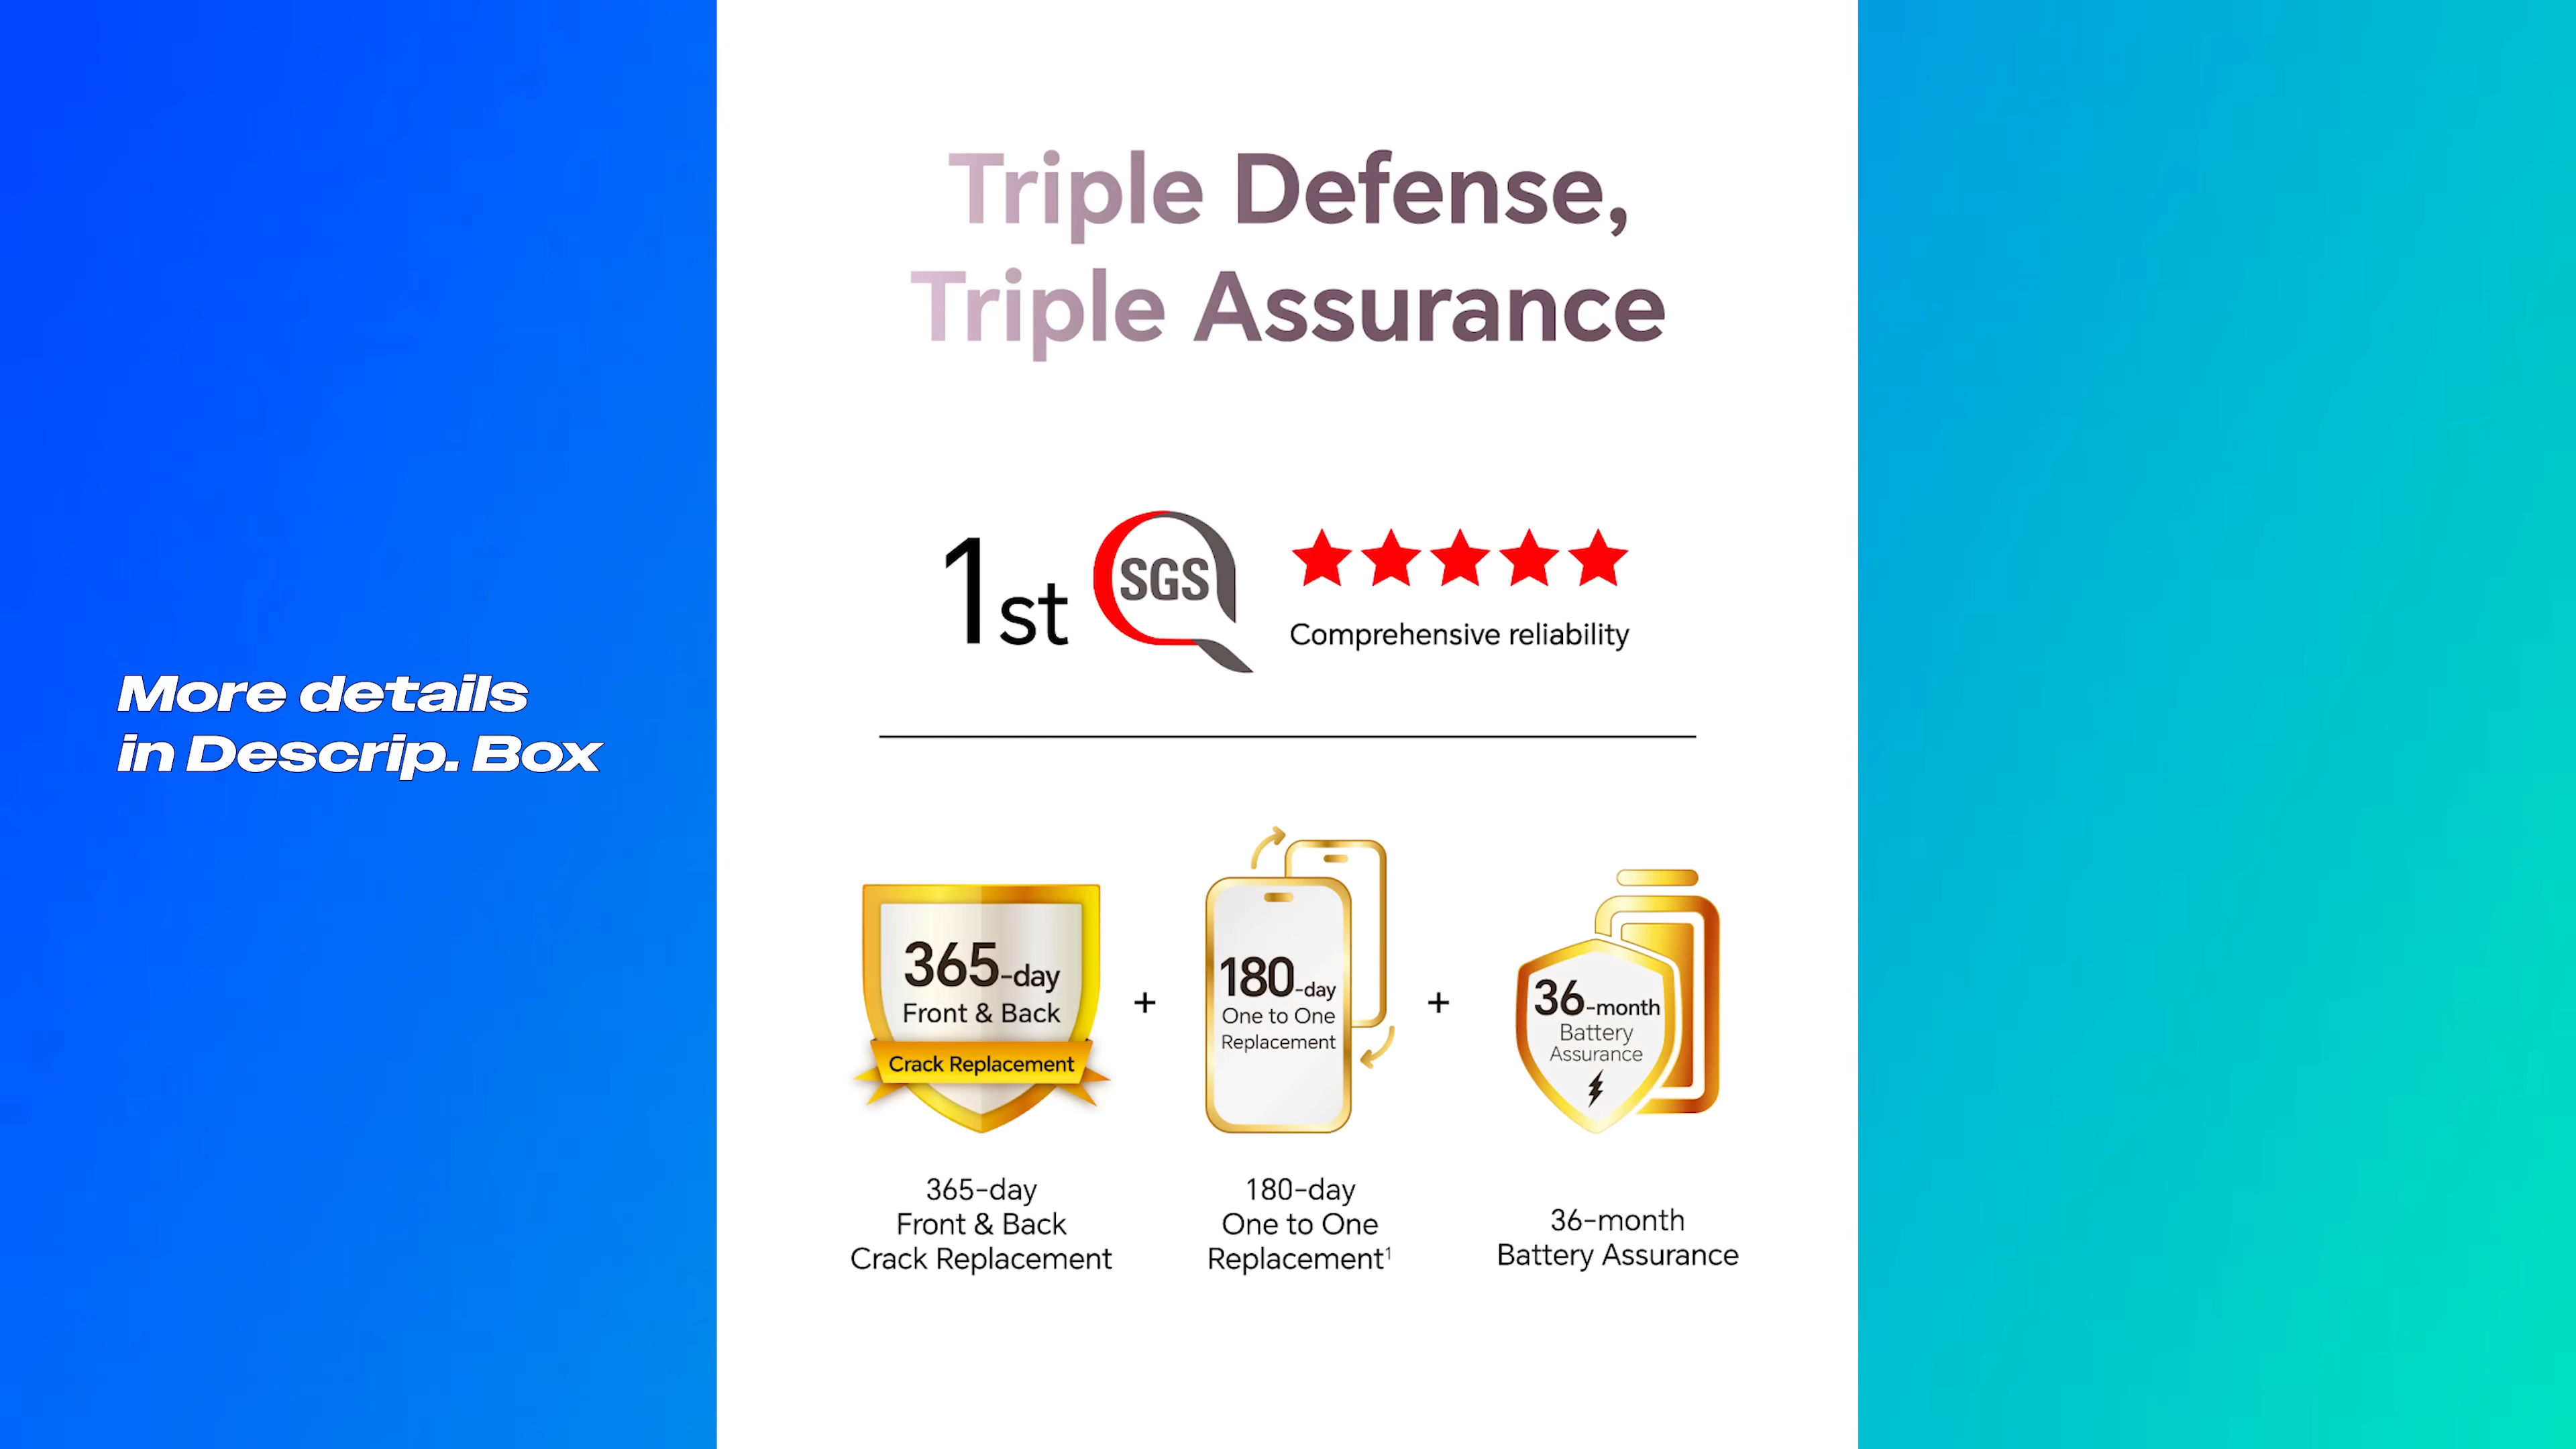 Triple Defense,
Triple Assurance
1st
SGS
Comprehensive reliability
More details
in Descrip. Box
365-day
Front & Back
Crack Replacement
+
180-day
One to One
Replacement
+
36-month
Battery
Assurance
365-day
Front & Back
Crack Replacement
180-day
One to One
Replacement¹
36-month
Battery Assurance